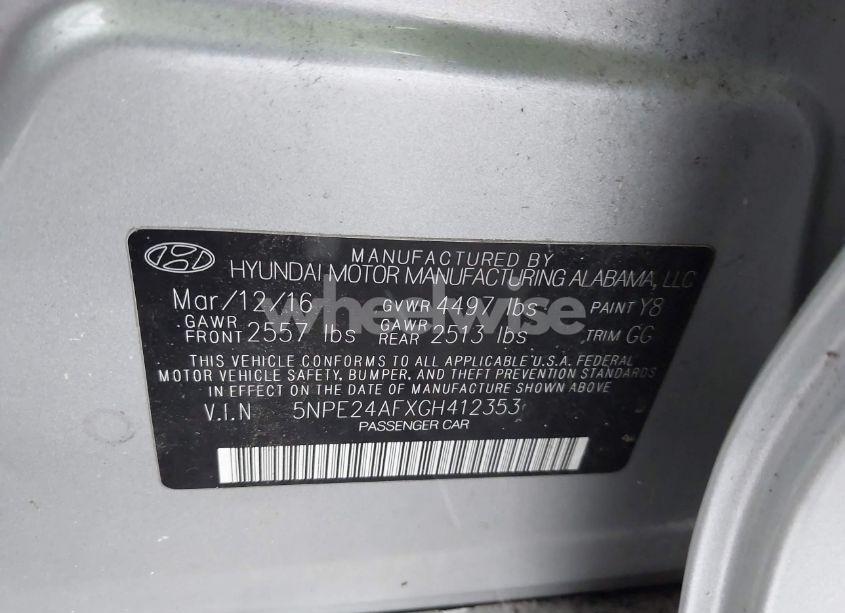 MANUFACTURED BY
HYUNDAI MOTOR MANUFACTURING ALABAMA, LLC
Mar/12/16 GVWR lbs PAINT Y8
GAWR FRONT 2557 lbs GAWR REAR 2513 lbs TRIM GG
THIS VEHICLE CONFORMS TO ALL APPLICABLE U.S.A. FEDERAL
MOTOR VEHICLE SAFETY, BUMPER, AND THEFT PREVENTION STANDARDS
IN EFFECT ON THE DATE OF MANUFACTURE SHOWN ABOVE
V.I.N 5NPE24AFXGH412353
PASSENGER CAR
wheelwise